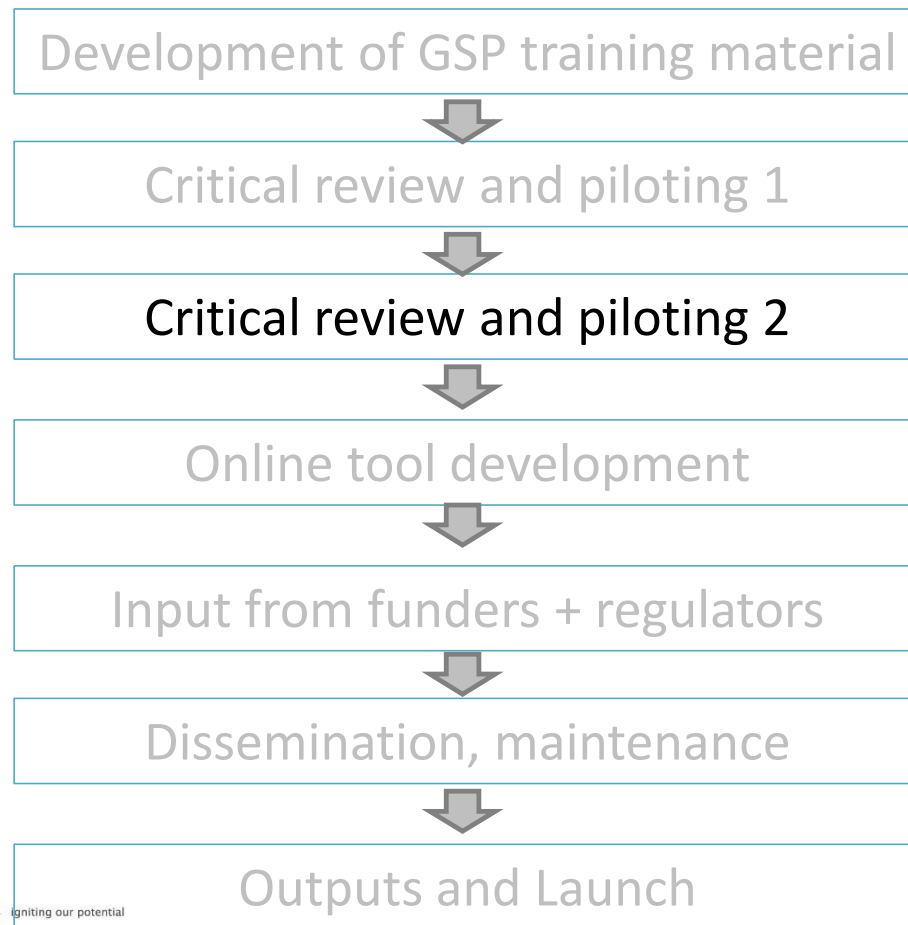 Development of GSP training material
Critical review and piloting 1
Critical review and piloting 2
Online tool development
Input from funders + regulators
Dissemination, maintenance
Outputs and Launch
igniting our potential